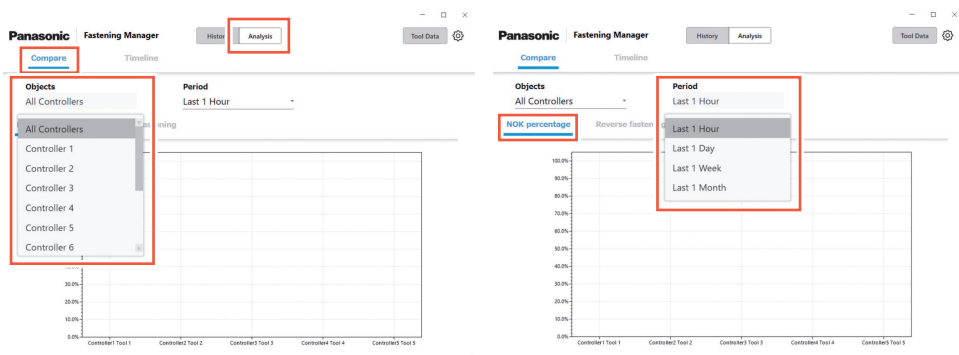 Panasonic Fastening Manager Histor Analysis Tool Data
Compare Timeline
Objects Period
All Controllers Last 1 Hour
All Controllers
Controller 1
Controller 2
Controller 3
Controller 4
Controller 5
Controller 6
30.0%
20.0%
10.0%
0.0%
Controller1 Tool 1 Controller2 Tool 2 Controller3 Tool 3 Controller4 Tool 4 Controller5 Tool 5
Panasonic Fastening Manager History Analysis Tool Data
Compare Timeline
Objects Period
All Controllers Last 1 Hour
NOK percentage Reverse fasten
Last 1 Hour
Last 1 Day
Last 1 Week
Last 1 Month
100.0%
90.0%
80.0%
70.0%
60.0%
50.0%
40.0%
30.0%
20.0%
10.0%
0.0%
Controller1 Tool 1 Controller2 Tool 2 Controller3 Tool 3 Controller4 Tool 4 Controller5 Tool 5